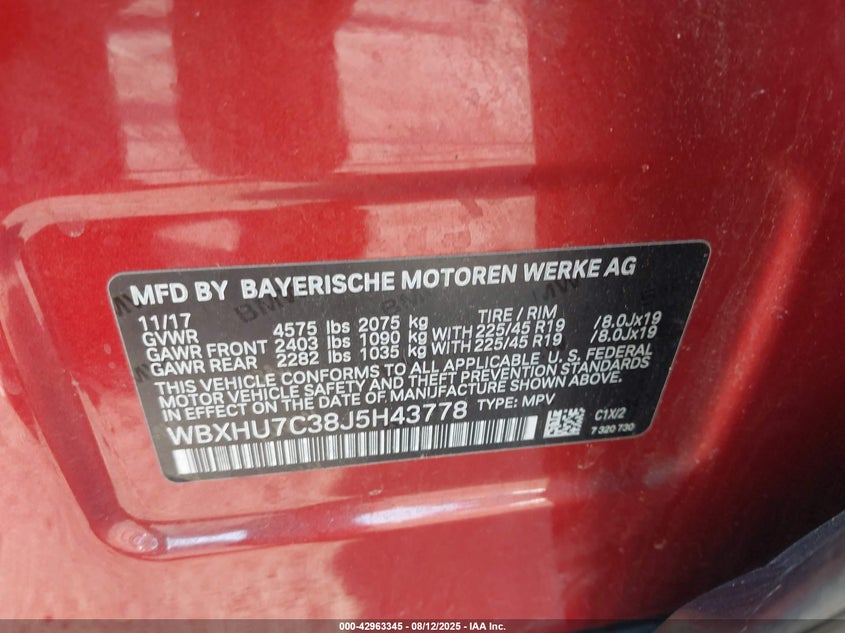 MFD BY BAYERISCHE MOTOREN WERKE AG
11/17 TIRE / RIM
GVWR 4575 lbs 2075 kg
GAWR FRONT 2403 lbs 1090 kg WITH 225/45 R19 /8.0Jx19
GAWR REAR 2282 lbs 1035 kg WITH 225/45 R19 /8.0Jx19
THIS VEHICLE CONFORMS TO ALL APPLICABLE U.S. FEDERAL
MOTOR VEHICLE SAFETY AND THEFT PREVENTION STANDARDS
IN EFFECT ON THE DATE OF MANUFACTURE SHOWN ABOVE.
WBXHU7C38J5H43778 TYPE: MPV
C1X/2
7 320 730
000-42963345 - 08/12/2025 - IAA Inc.